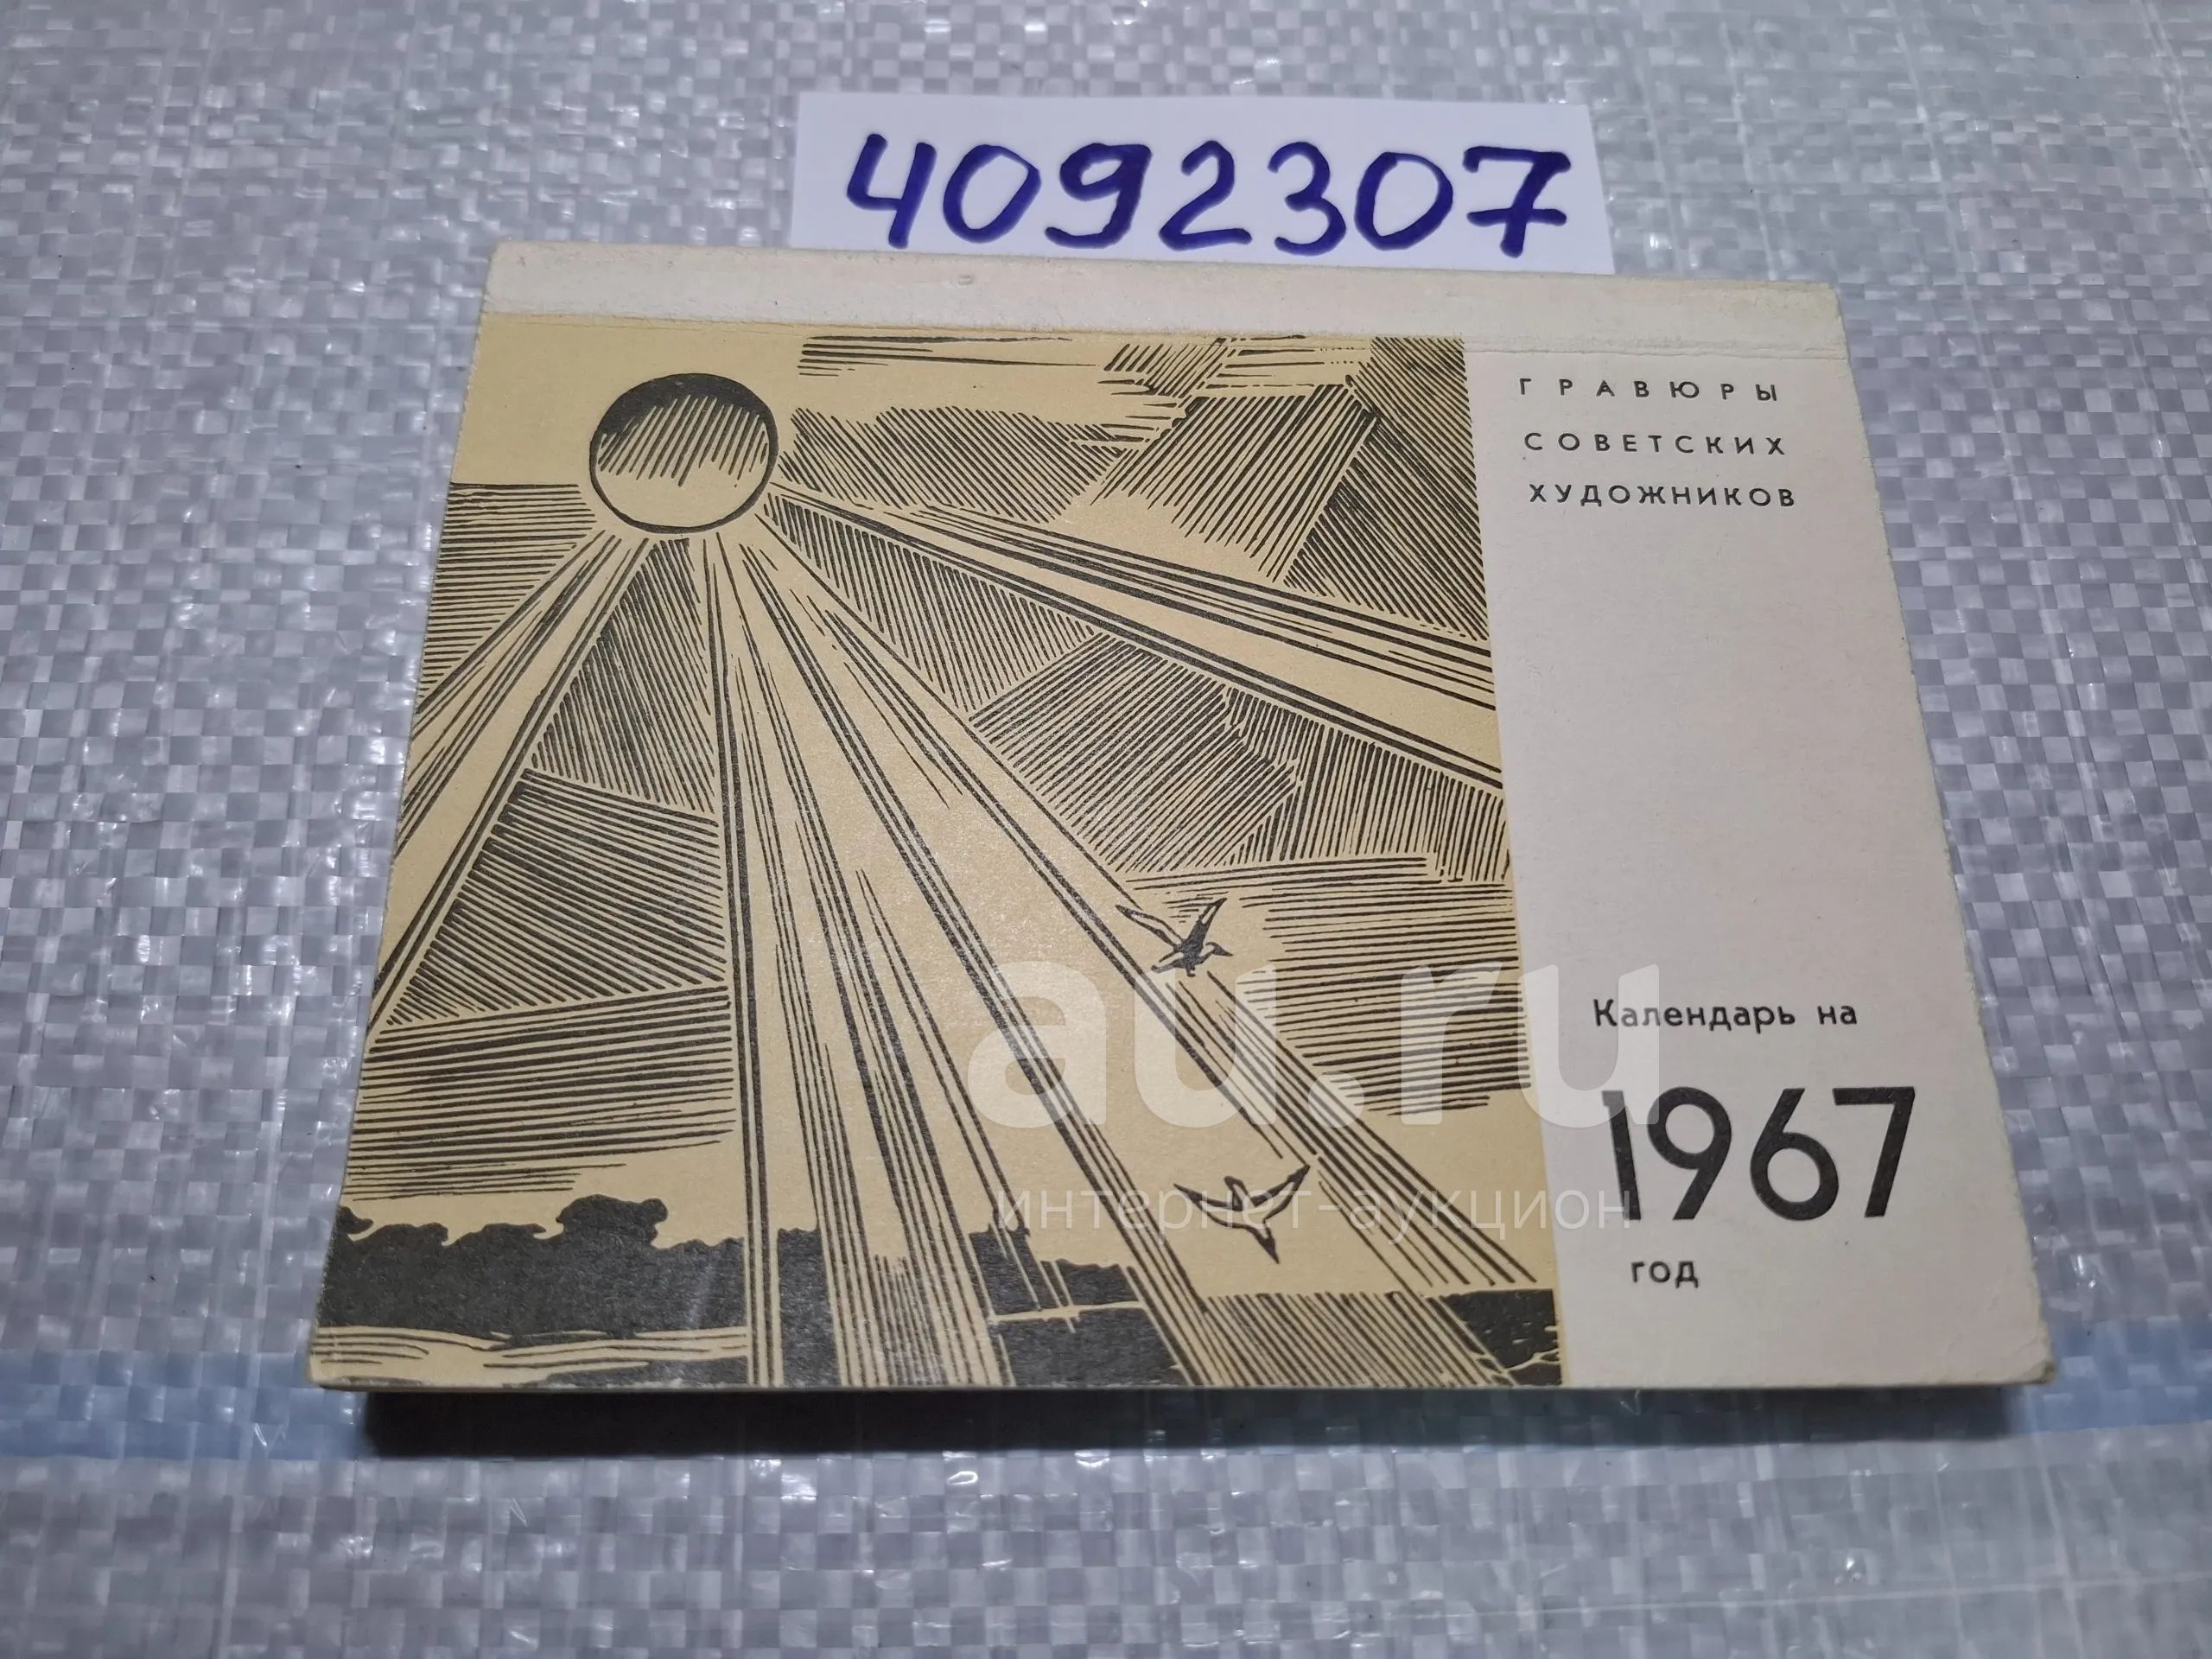 4092307
ГРАВЮРЫ
СОВЕТСКИХ
ХУДОЖНИКОВ
Календарь на
1967
год
au.ru
интернет-аукцион